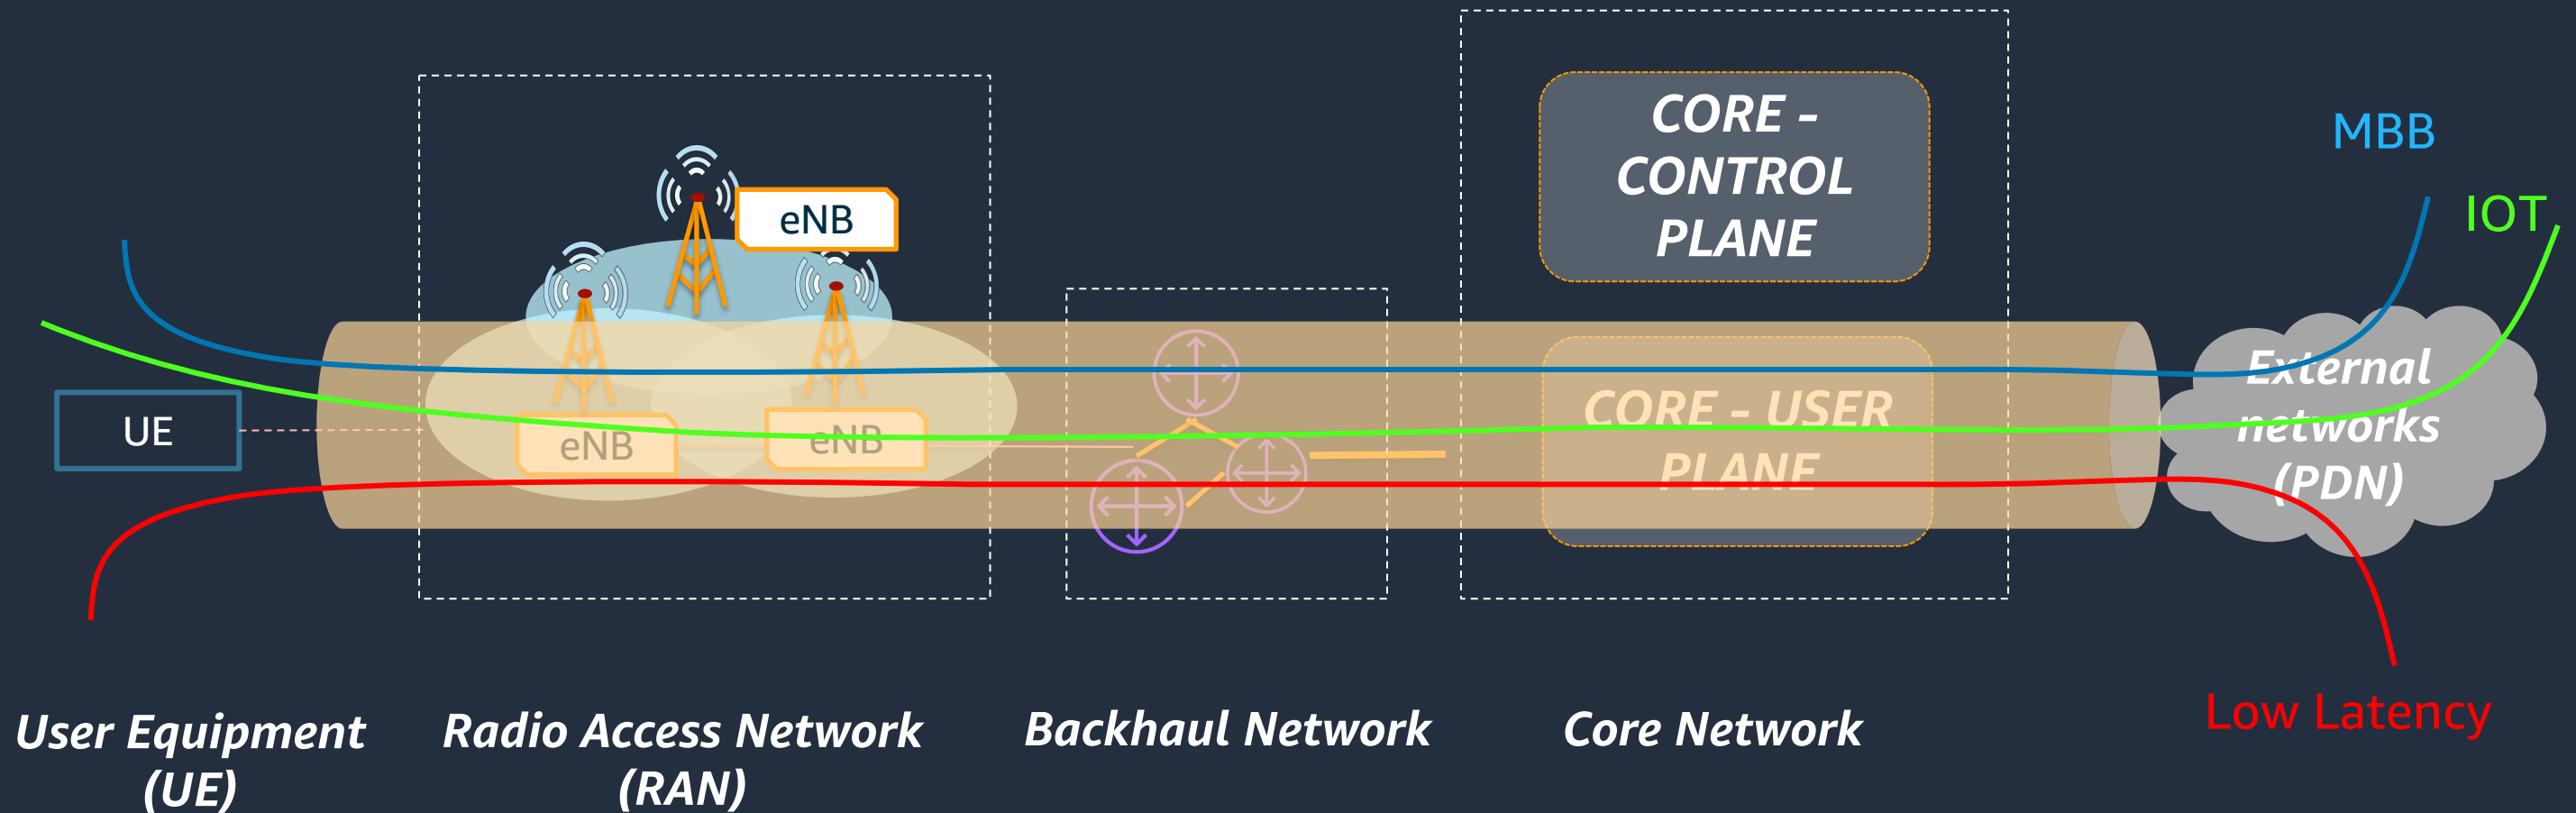 CORE -
CONTROL
PLANE
MBB
IOT
eNB
External
networks
(PDN)
CORE - USER
PLANE
UE
eNB
eNB
Low Latency
User Equipment
(UE)
Radio Access Network
(RAN)
Backhaul Network
Core Network